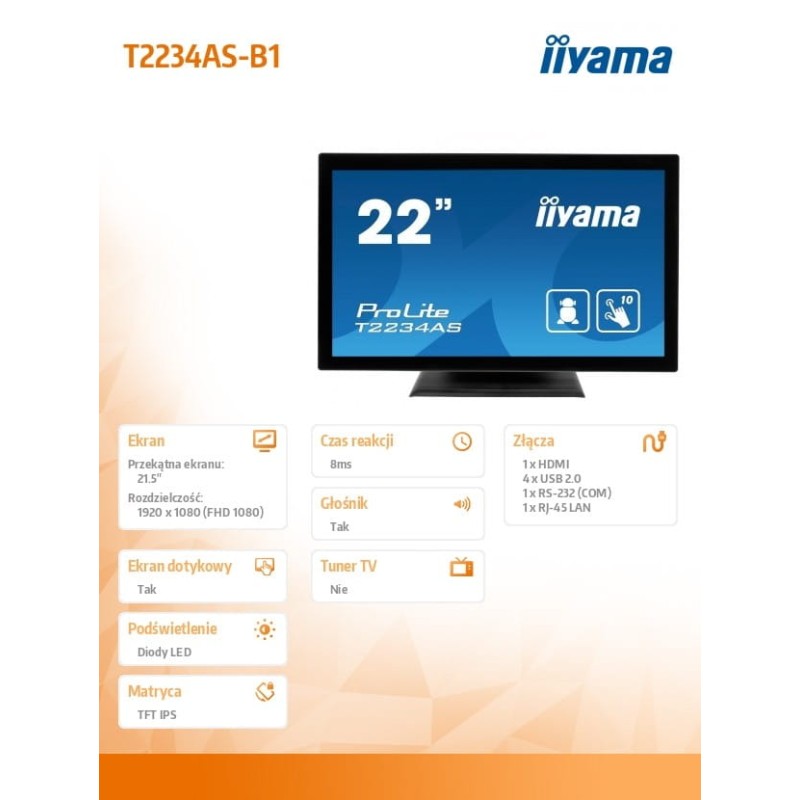 T2234AS-B1
iiyama
22”
iiyama
ProLite
T2234AS
10
Ekran
Przekątna ekranu:
21.5"
Rozdzielczość:
1920 x 1080 (FHD 1080)
Ekran dotykowy
Tak
Podświetlenie
Diody LED
Matryca
TFT IPS
Czas reakcji
8ms
Głośnik
Tak
Tuner TV
Nie
Złącza
1 x HDMI
4 x USB 2.0
1 x RS-232 (COM)
1 x RJ-45 LAN